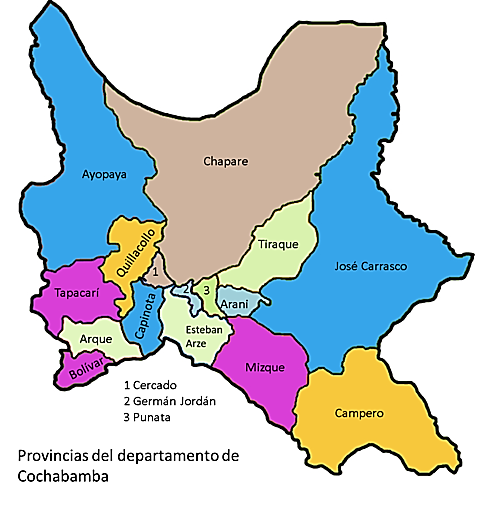 Chapare
Ayopaya
Quillacollo
Tiraque
José Carrasco
1
Tapacarí
2
3
Arani
Capinota
Esteban
Arze
Arque
Bolívar
Mizque
Campero
1 Cercado
2 Germán Jordán
3 Punata
Provincias del departamento de
Cochabamba